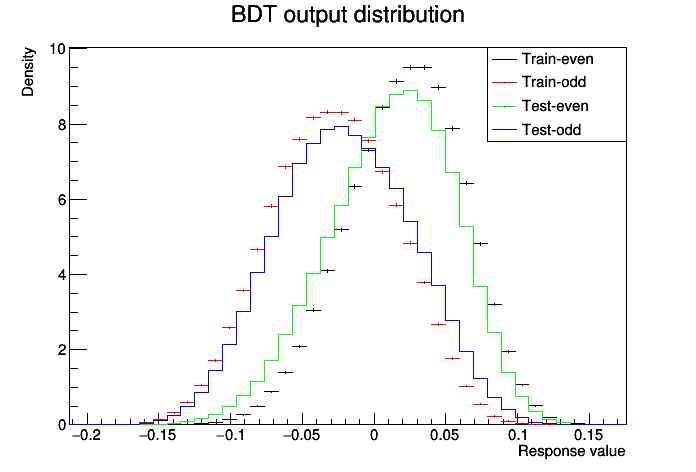 BDT output distribution
Density
10
8
6
4
2
0
Train-even
Train-odd
Test-even
Test-odd
−0.2
−0.15
−0.1
−0.05
0
0.05
0.1
0.15
Response value